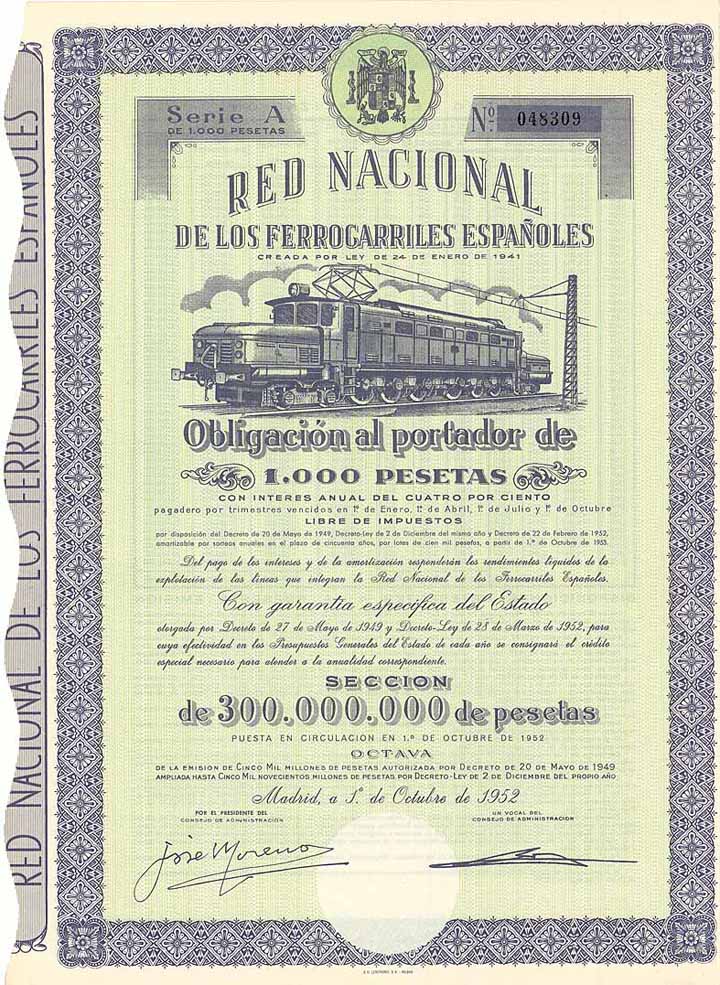 RED NACIONAL DE LOS FERROCARRILES ESPAÑOLES
Serie A
DE 1.000 PESETAS
Nº. 048309
RED NACIONAL
DE LOS FERROCARRILES ESPAÑOLES
CREADA POR LEY DE 24 DE ENERO DE 1941
Obligación al portador de
1.000 PESETAS
CON INTERES ANUAL DEL CUATRO POR CIENTO
pagadero por trimestres vencidos en 1º de Enero, 1º de Abril, 1º de Julio y 1º de Octubre
LIBRE DE IMPUESTOS
por disposición del Decreto de 20 de Mayo de 1949, Decreto-Ley de 2 de Diciembre del mismo año y Decreto de 22 de Febrero de 1952,
amortizable por sorteos anuales en el plazo de cincuenta años, por lotes de cien mil pesetas, a partir de 1.º de Octubre de 1953.
Del pago de los intereses y de la amortización responderán los rendimientos líquidos de la
explotación de las líneas que integran la Red Nacional de los Ferrocarriles Españoles.
Con garantía específica del Estado
otorgada por Decreto de 27 de Mayo de 1949 y Decreto-Ley de 28 de Marzo de 1952, para
cuya efectividad en los Presupuestos Generales del Estado de cada año se consignará el crédito
especial necesario para atender a la anualidad correspondiente.
SECCION
de 300.000.000 de pesetas
PUESTA EN CIRCULACION EN 1.º DE OCTUBRE DE 1952
OCTAVA
DE LA EMISION DE CINCO MIL MILLONES DE PESETAS AUTORIZADA POR DECRETO DE 20 DE MAYO DE 1949
AMPLIADA HASTA CINCO MIL NOVECIENTOS MILLONES DE PESETAS POR DECRETO-LEY DE 2 DE DICIEMBRE DEL PROPIO AÑO
Madrid, a 1º de Octubre de 1952
POR EL PRESIDENTE DEL
CONSEJO DE ADMINISTRACIÓN
UN VOCAL DEL
CONSEJO DE ADMINISTRACION
José Moreno